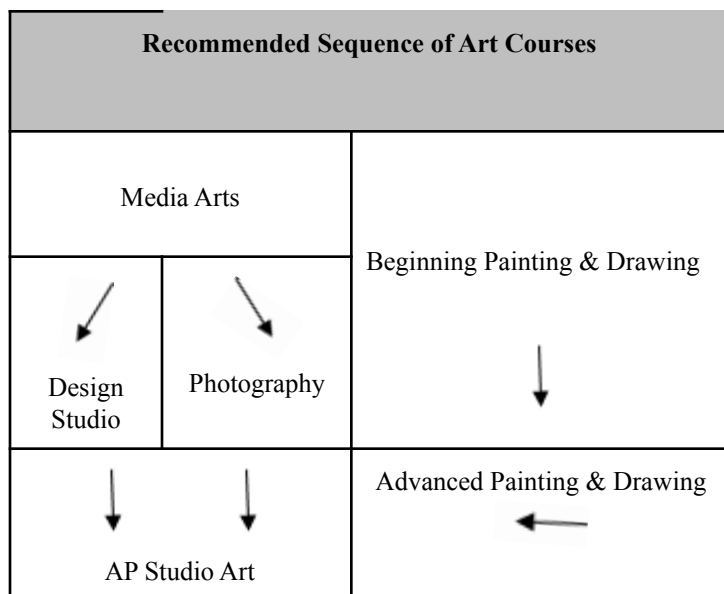 Recommended Sequence of Art Courses
Media Arts
Beginning Painting & Drawing
Design
Studio
Photography
Advanced Painting & Drawing
AP Studio Art